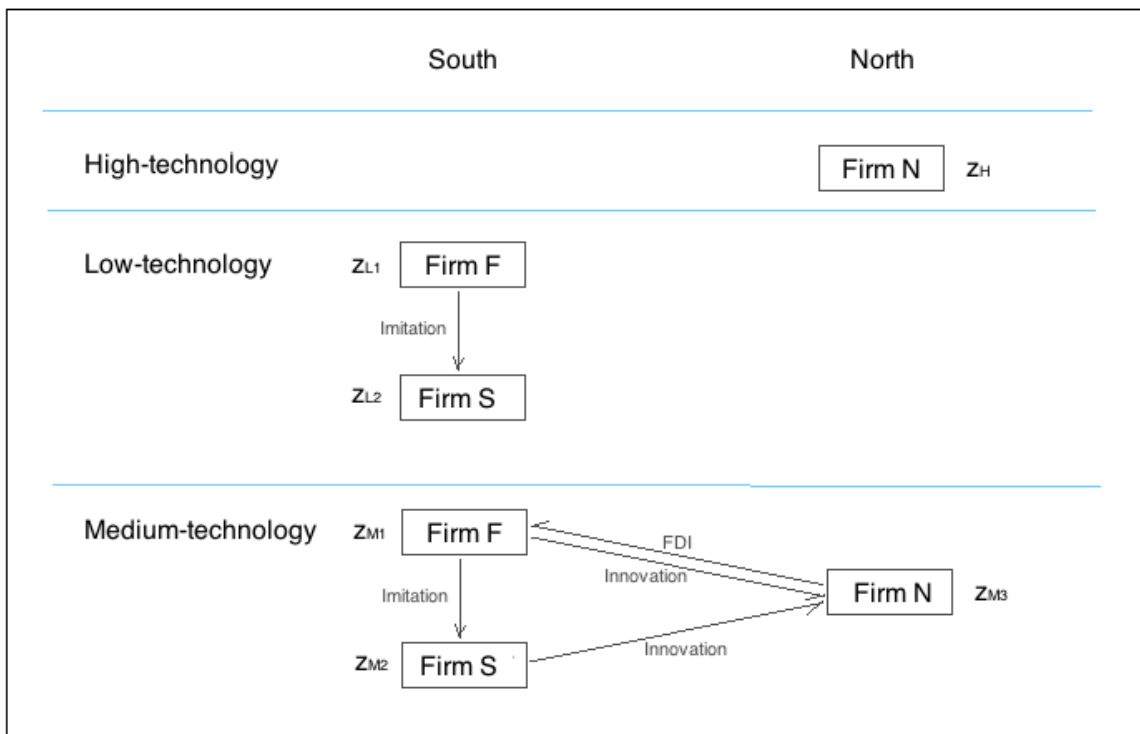 South North
High-technology Firm N zH
Low-technology zL1 Firm F
Imitation
zL2 Firm S
Medium-technology zM1 Firm F
FDI
Innovation
Imitation Firm N zM3
Innovation
zM2 Firm S